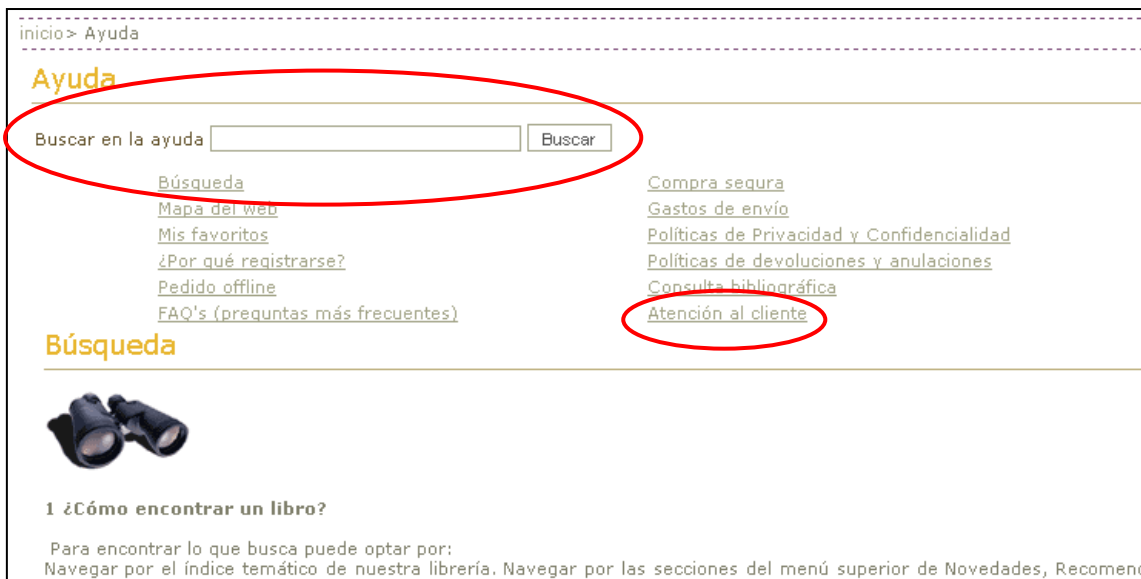 inicio> Ayuda
Ayuda
Buscar en la ayuda Buscar
Búsqueda Compra segura
Mapa del web Gastos de envío
Mis favoritos Políticas de Privacidad y Confidencialidad
¿Por qué registrarse? Políticas de devoluciones y anulaciones
Pedido offline Consulta bibliográfica
FAQ's (preguntas más frecuentes) Atención al cliente
Búsqueda
1 ¿Cómo encontrar un libro?
Para encontrar lo que busca puede optar por:
Navegar por el índice temático de nuestra librería. Navegar por las secciones del menú superior de Novedades, Recomend